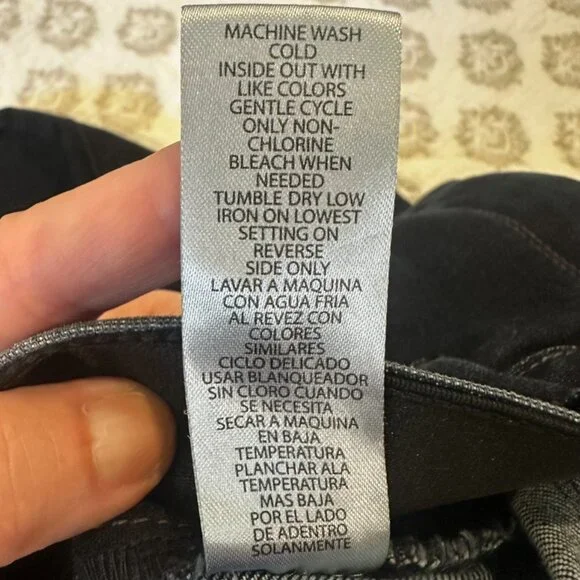 MACHINE WASH
COLD
INSIDE OUT WITH
LIKE COLORS
GENTLE CYCLE
ONLY NON-
CHLORINE
BLEACH WHEN
NEEDED
TUMBLE DRY LOW
IRON ON LOWEST
SETTING ON
REVERSE
SIDE ONLY
LAVAR A MAQUINA
CON AGUA FRIA
AL REVEZ CON
COLORES
SIMILARES
CICLO DELICADO
USAR BLANQUEADOR
SIN CLORO CUANDO
SE NECESITA
SECAR A MAQUINA
EN BAJA
TEMPERATURA
PLANCHAR ALA
TEMPERATURA
MAS BAJA
POR EL LADO
DE ADENTRO
SOLANMENTE